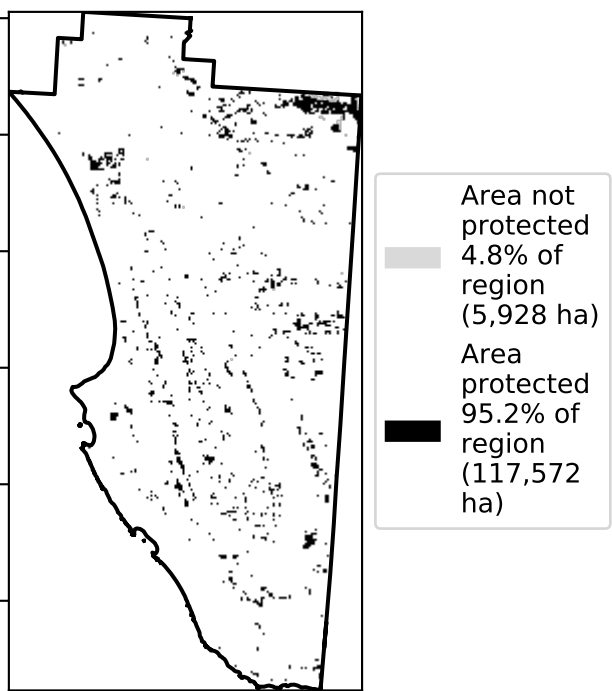 Area not
protected
4.8% of
region
(5,928 ha)
Area
protected
95.2% of
region
(117,572
ha)